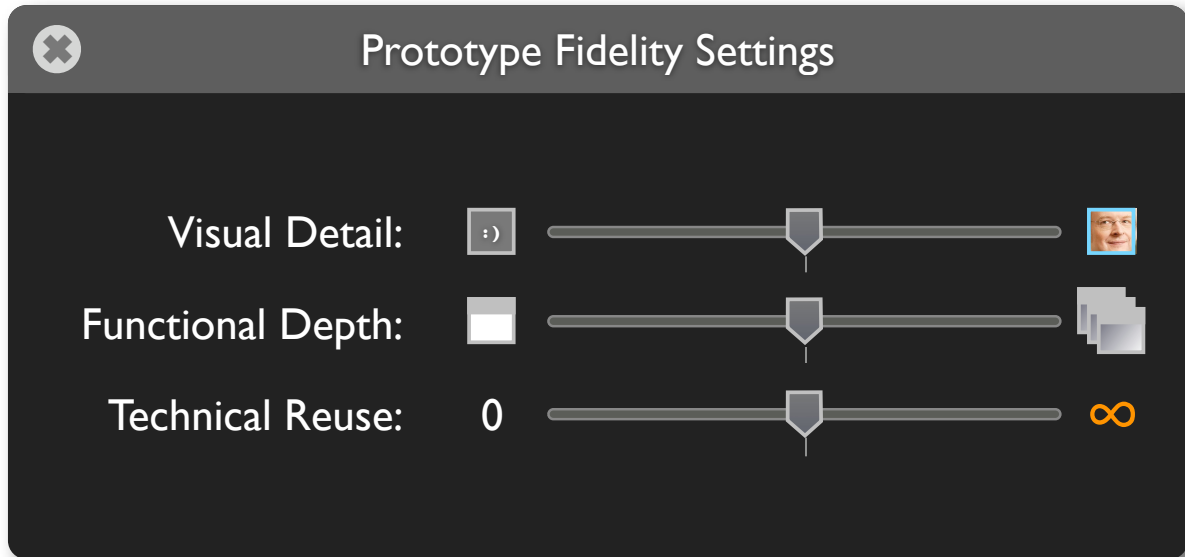 Prototype Fidelity Settings
Visual Detail: :)
Functional Depth:
Technical Reuse: 0 ∞